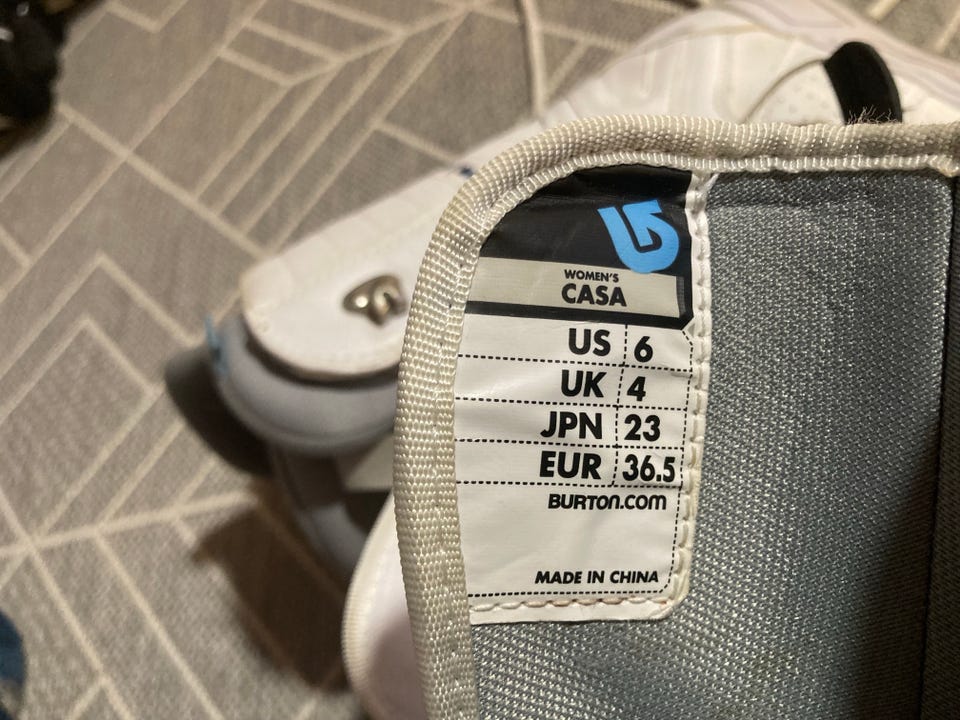 WOMEN'S
CASA
US 6
UK 4
JPN 23
EUR 36.5
BURTON.COM
MADE IN CHINA